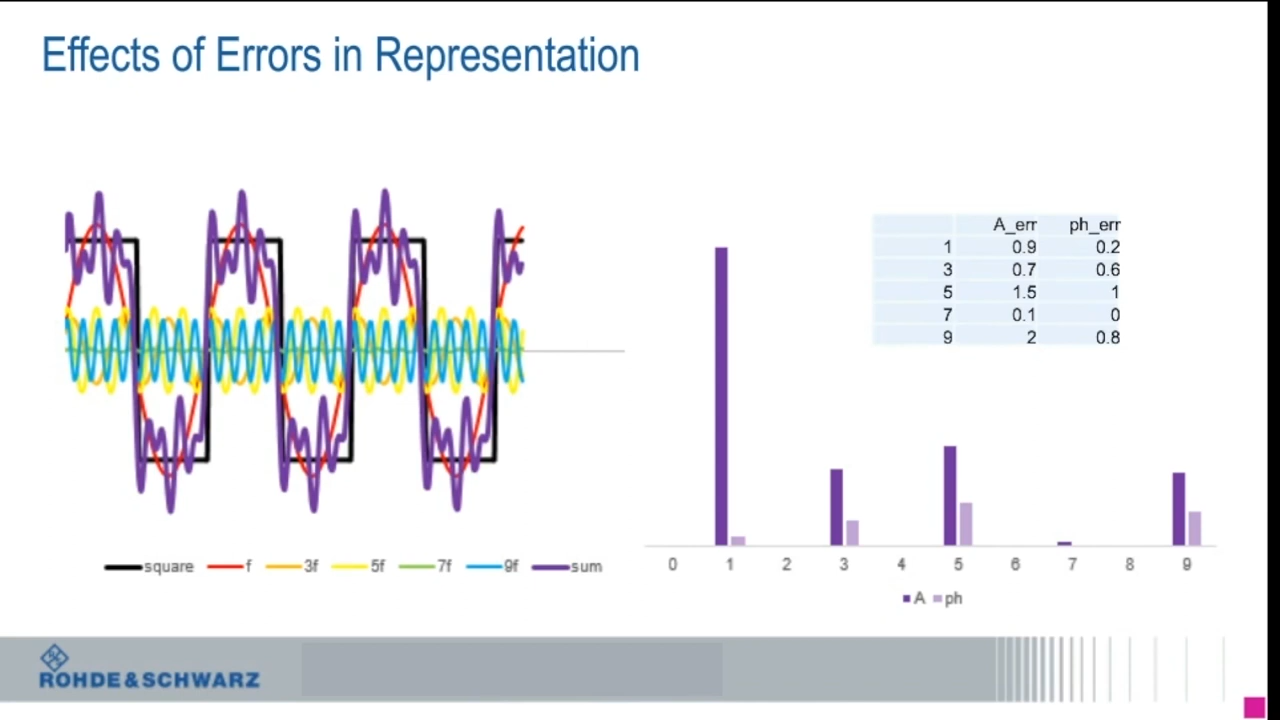 Effects of Errors in Representation
A_err ph_err
1 0.9 0.2
3 0.7 0.6
5 1.5 1
7 0.1 0
9 2 0.8
square f 3f 5f 7f 9f sum
0 1 2 3 4 5 6 7 8 9
A ph
ROHDE&SCHWARZ